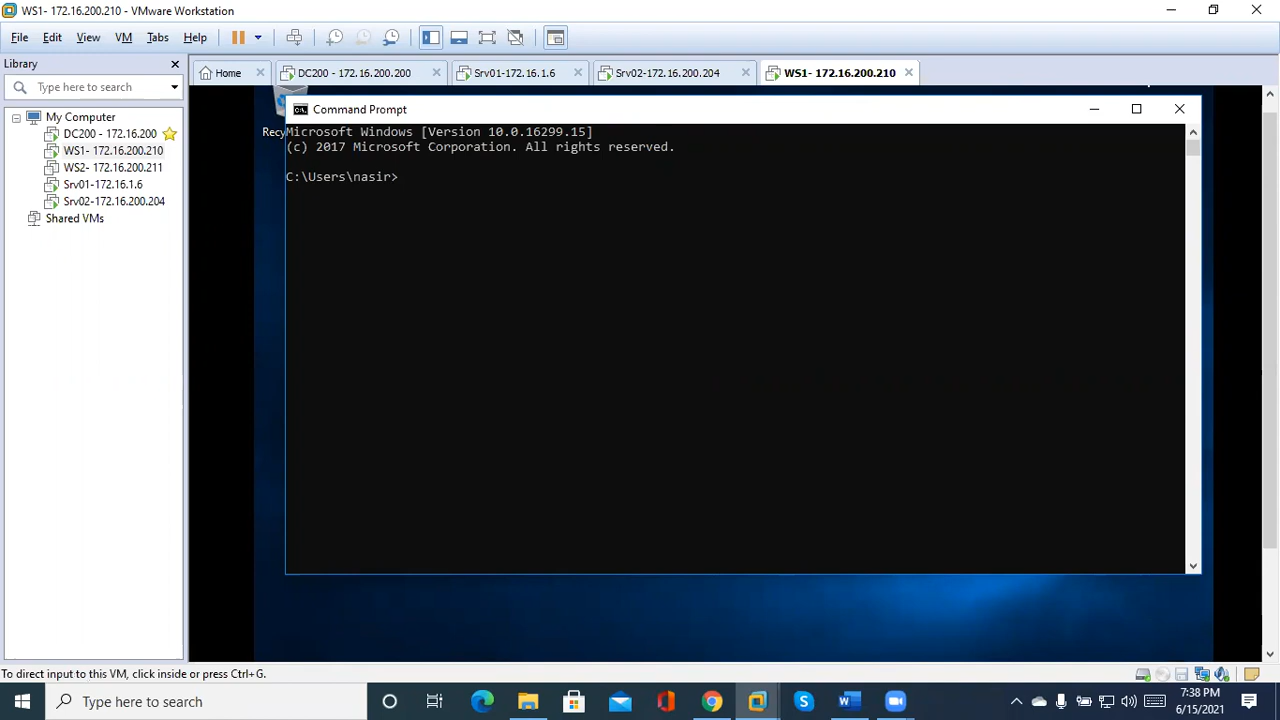 WS1- 172.16.200.210 - VMware Workstation
File Edit View VM Tabs Help
Library
Type here to search
My Computer
DC200 - 172.16.200
WS1- 172.16.200.210
WS2- 172.16.200.211
Srv01-172.16.1.6
Srv02-172.16.200.204
Shared VMs
Home DC200 - 172.16.200.200 Srv01-172.16.1.6 Srv02-172.16.200.204 WS1- 172.16.200.210
Recy
Command Prompt
Microsoft Windows [Version 10.0.16299.15]
(c) 2017 Microsoft Corporation. All rights reserved.
C:\Users\nasir>
To direct input to this VM, click inside or press Ctrl+G.
Type here to search
7:38 PM
6/15/2021